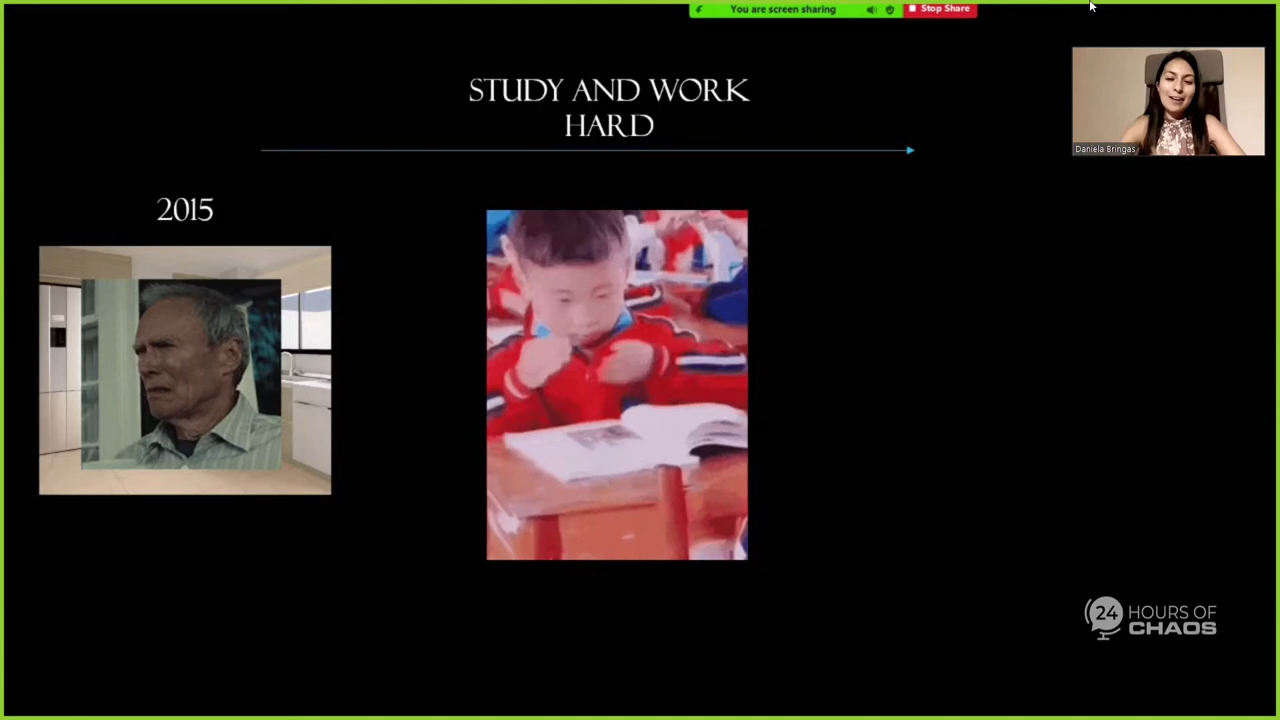 You are screen sharing
Stop Share
STUDY AND WORK
HARD
Daniela Bringas
2015
24 HOURS OF
CHAOS